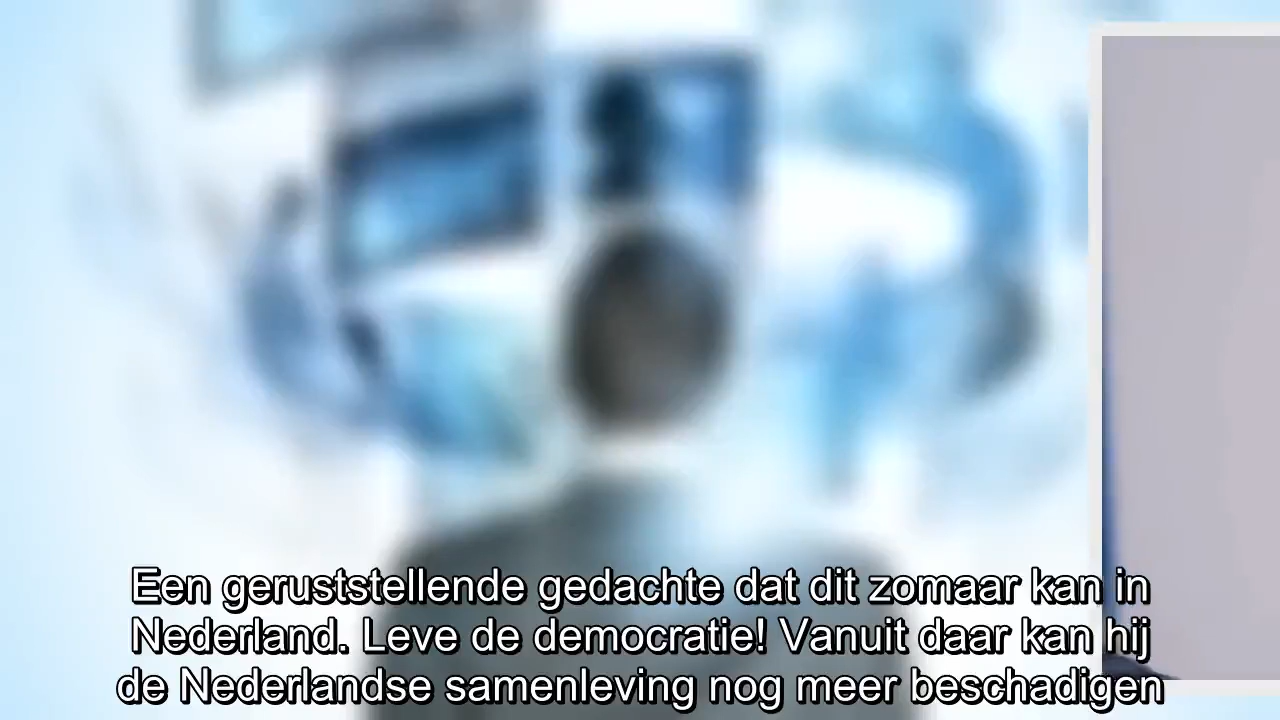 Een geruststellende gedachte dat dit zomaar kan in
Nederland. Leve de democratie! Vanuit daar kan hij
de Nederlandse samenleving nog meer beschadigen